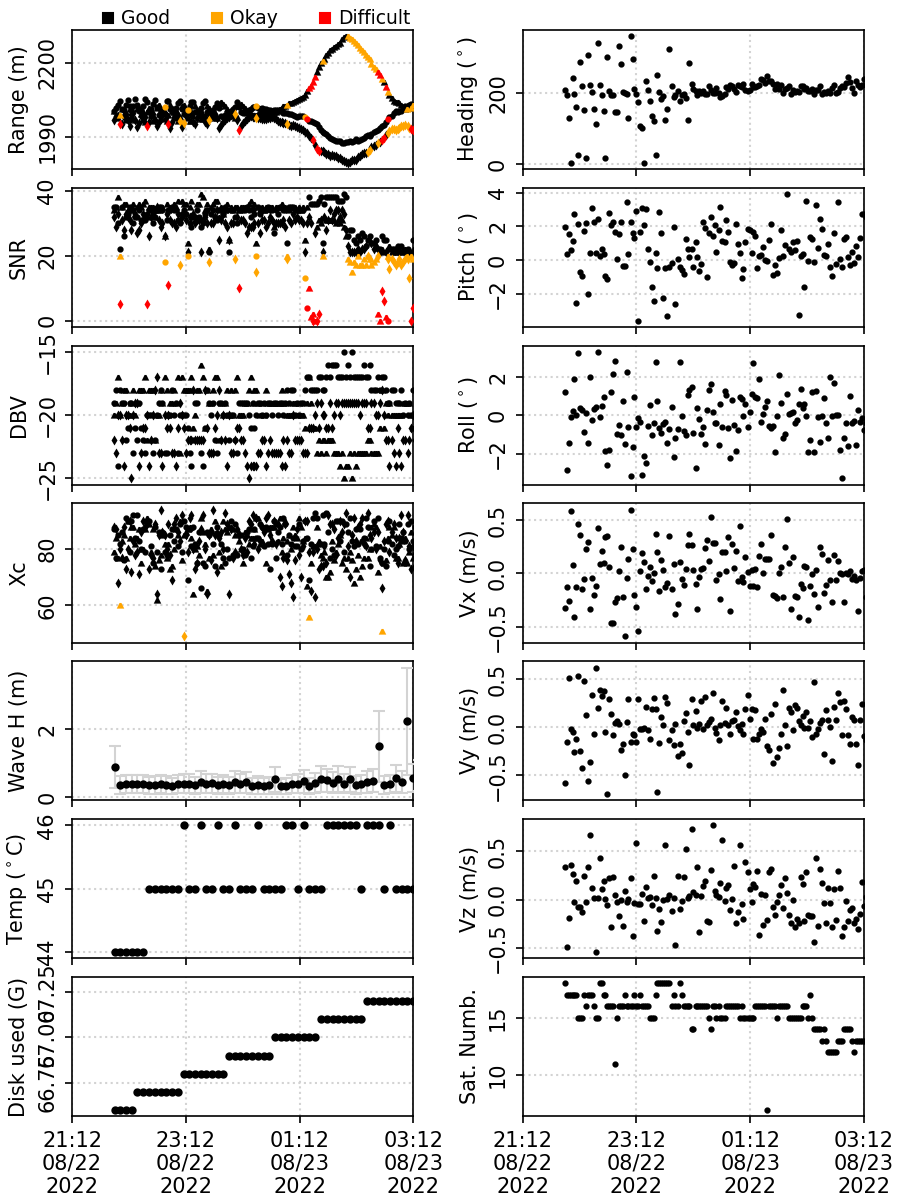 Good Okay Difficult
Range (m)
2200
1990
Heading (°)
200
0
SNR
40
20
0
Pitch (°)
4
2
0
−2
DBV
−15
−20
−25
Roll (°)
2
0
−2
Xc
80
60
Vx (m/s)
0.5
0.0
−0.5
Wave H (m)
2
0
Vy (m/s)
0.5
0.0
−0.5
Temp (°C)
46
45
44
Vz (m/s)
0.5
0.0
−0.5
Disk used (G)
67.25
67.00
66.75
Sat. Numb.
15
10
21:12 23:12 01:12 03:12
08/22 08/22 08/23 08/23
2022 2022 2022 2022
21:12 23:12 01:12 03:12
08/22 08/22 08/23 08/23
2022 2022 2022 2022